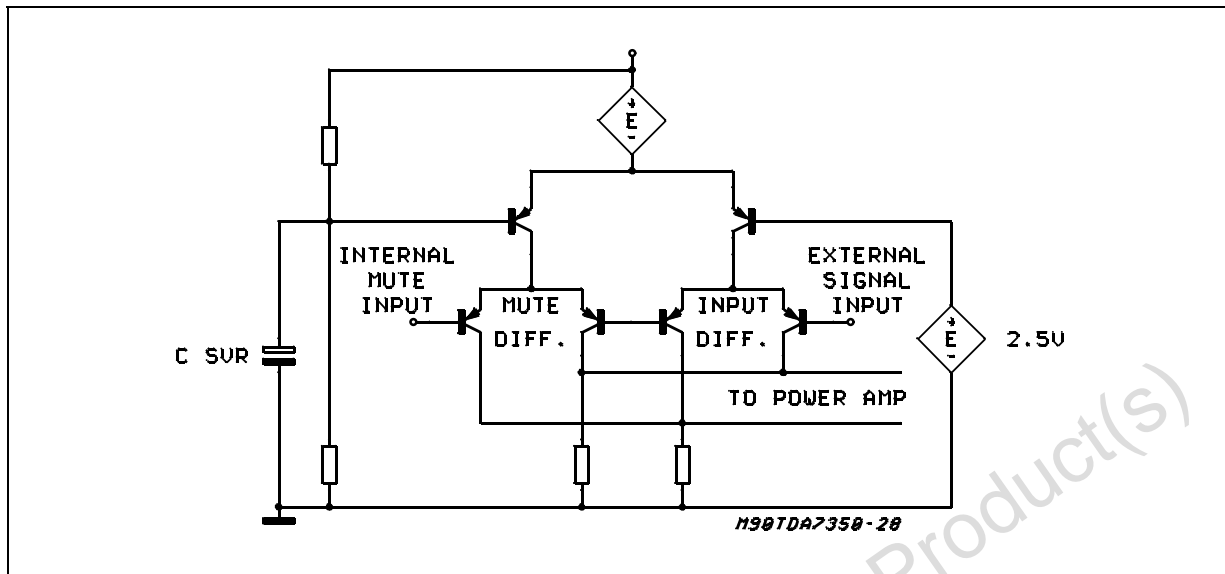 E
INTERNAL
MUTE
INPUT
EXTERNAL
SIGNAL
INPUT
MUTE
DIFF.
INPUT
DIFF.
C SVR
E
2.5V
TO POWER AMP
M90TDA7350-20
Product(s)